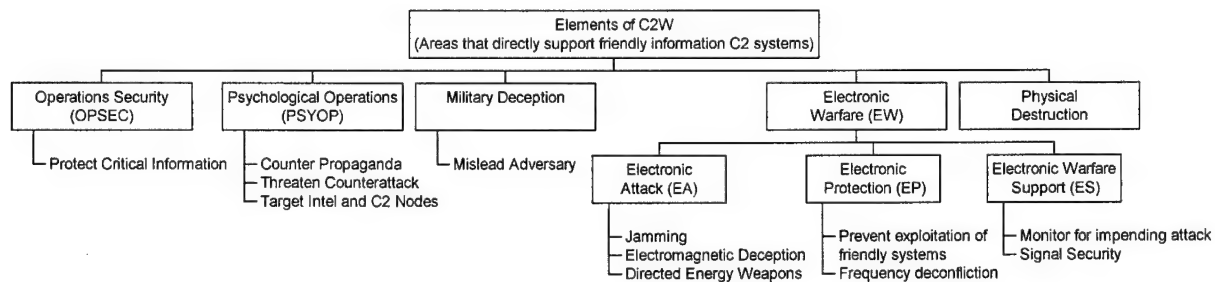 Elements of C2W
(Areas that directly support friendly information C2 systems)
Operations Security
(OPSEC)
Protect Critical Information
Psychological Operations
(PSYOP)
Counter Propaganda
Threaten Counterattack
Target Intel and C2 Nodes
Military Deception
Mislead Adversary
Electronic
Warfare (EW)
Electronic
Attack (EA)
Jamming
Electromagnetic Deception
Directed Energy Weapons
Electronic
Protection (EP)
Prevent exploitation of
friendly systems
Frequency deconfliction
Electronic Warfare
Support (ES)
Monitor for impending attack
Signal Security
Physical
Destruction